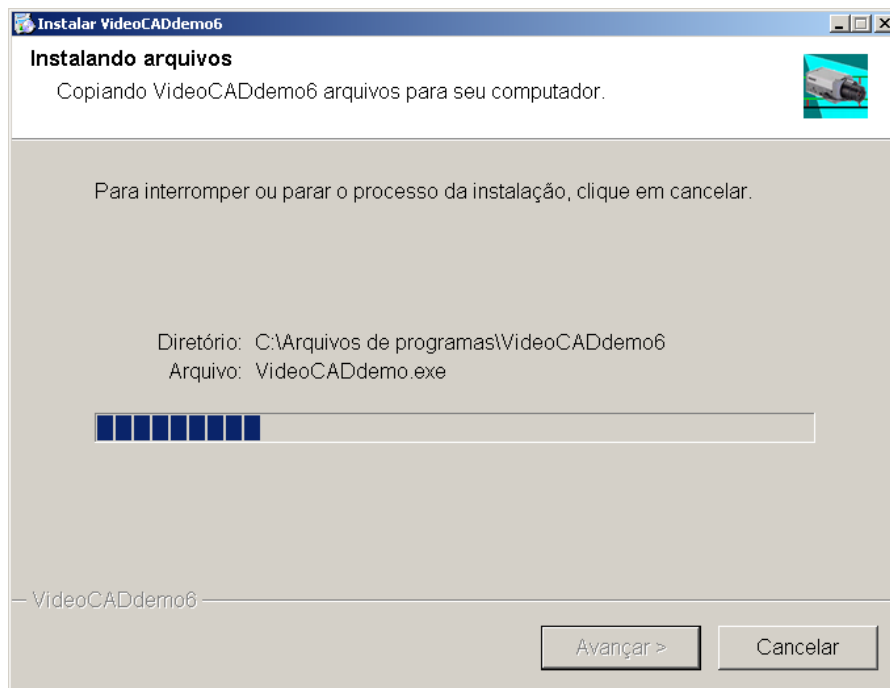 Instalar VideoCADdemo6
Instalando arquivos
Copiando VideoCADdemo6 arquivos para seu computador.
Para interromper ou parar o processo da instalação, clique em cancelar.
Diretório: C:\Arquivos de programas\VideoCADdemo6
Arquivo: VideoCADdemo.exe
VideoCADdemo6
Avançar >
Cancelar